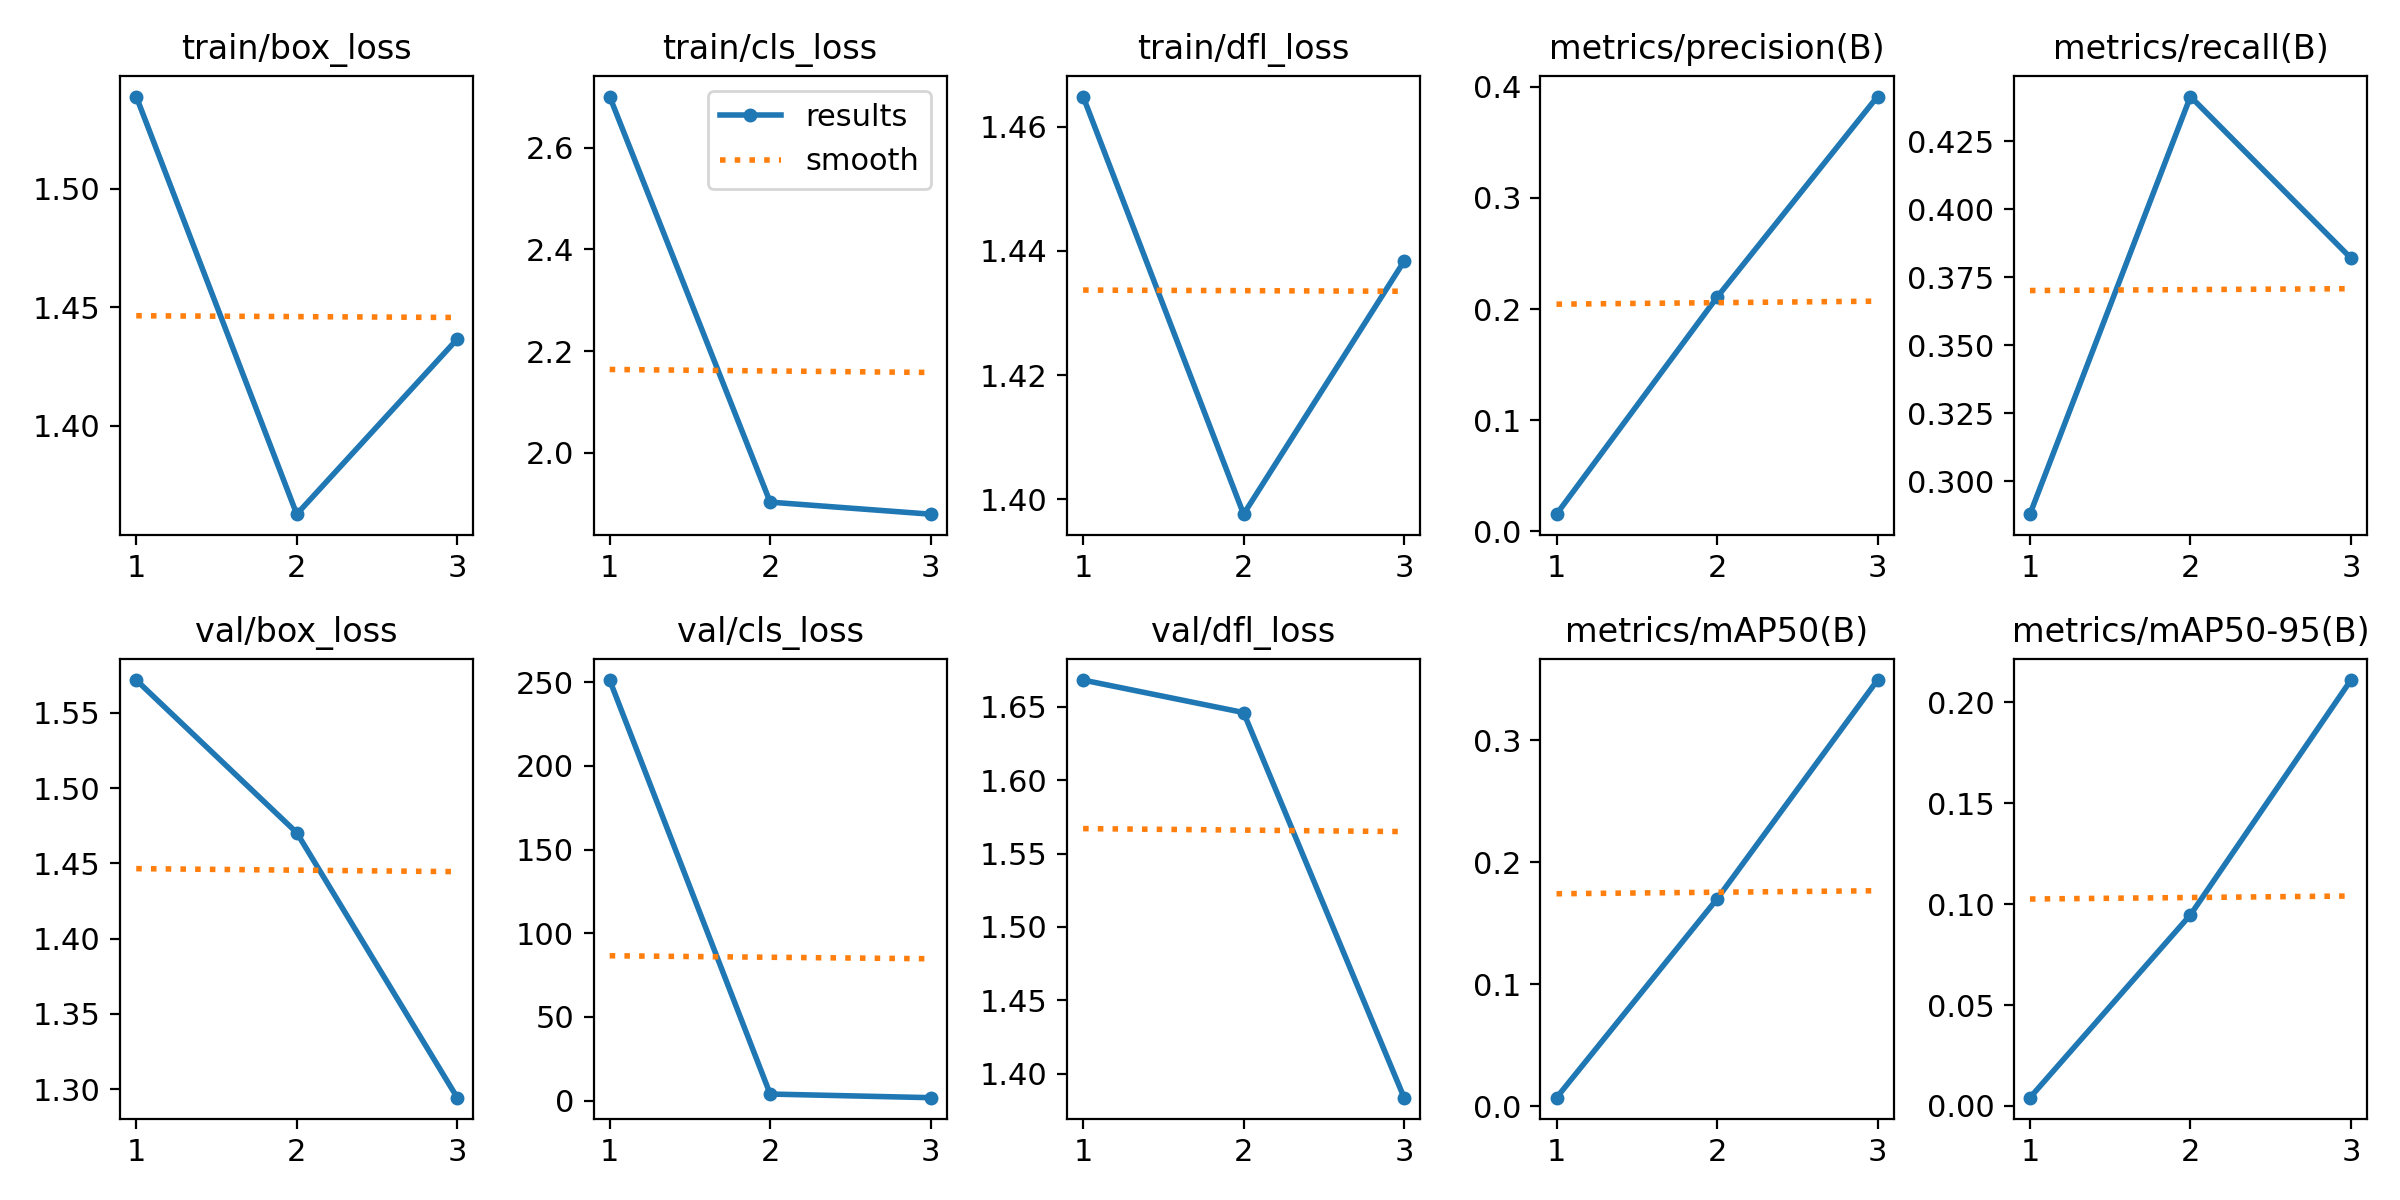 train/box_loss
1.50
1.45
1.40
1 2 3
train/cls_loss
results
smooth
2.6
2.4
2.2
2.0
1 2 3
train/dfl_loss
1.46
1.44
1.42
1.40
1 2 3
metrics/precision(B)
0.4
0.3
0.2
0.1
0.0
1 2 3
metrics/recall(B)
0.425
0.400
0.375
0.350
0.325
0.300
1 2 3
val/box_loss
1.55
1.50
1.45
1.40
1.35
1.30
1 2 3
val/cls_loss
250
200
150
100
50
0
1 2 3
val/dfl_loss
1.65
1.60
1.55
1.50
1.45
1.40
1 2 3
metrics/mAP50(B)
0.3
0.2
0.1
0.0
1 2 3
metrics/mAP50-95(B)
0.20
0.15
0.10
0.05
0.00
1 2 3